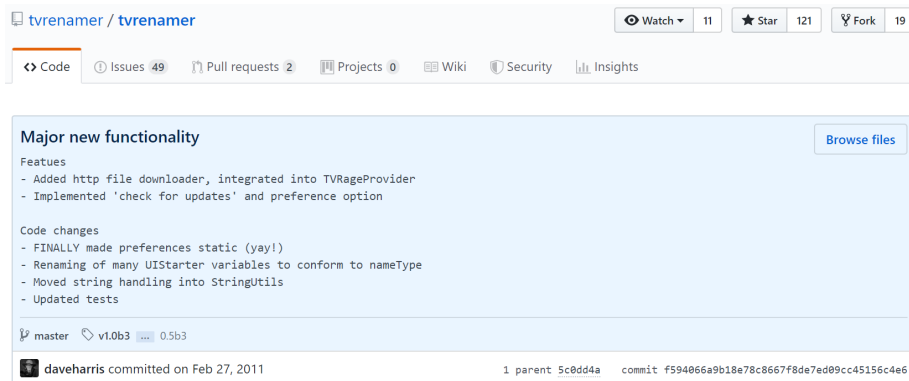 tvrenamer / tvrenamer
Watch 11 Star 121 Fork 19
Code Issues 49 Pull requests 2 Projects 0 Wiki Security Insights
Major new functionality
Browse files
Featues
- Added http file downloader, integrated into TVRageProvider
- Implemented 'check for updates' and preference option
Code changes
- FINALLY made preferences static (yay!)
- Renaming of many UIStarter variables to conform to nameType
- Moved string handling into StringUtils
- Updated tests
master v1.0b3 ... 0.5b3
daveharris committed on Feb 27, 2011 1 parent 5c0dd4a commit f594066a9b18e78c8667f8de7ed09cc45156c4e6